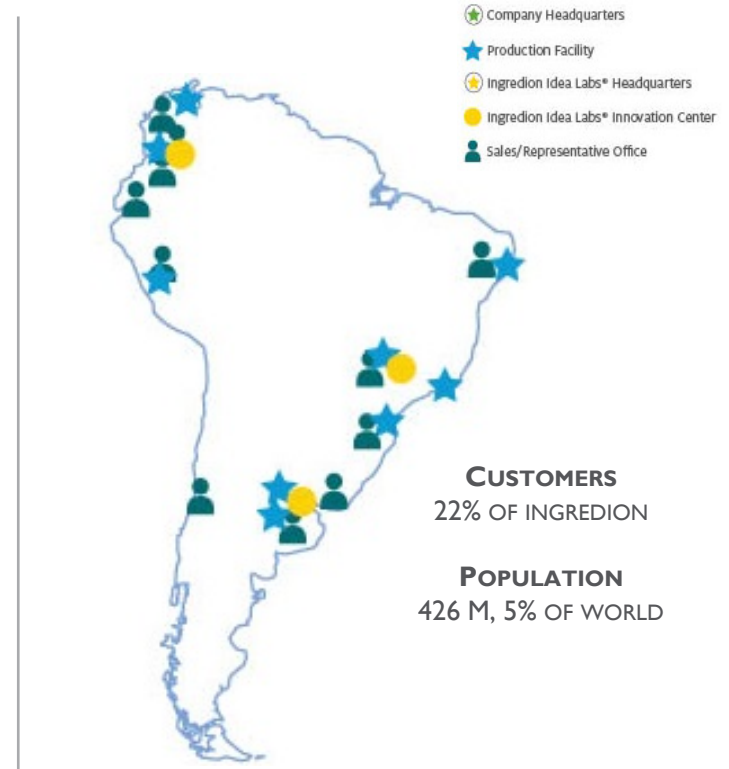 Company Headquarters
Production Facility
Ingredion Idea Labs® Headquarters
Ingredion Idea Labs® Innovation Center
Sales/Representative Office
CUSTOMERS
22% OF INGREDION
POPULATION
426 M, 5% OF WORLD